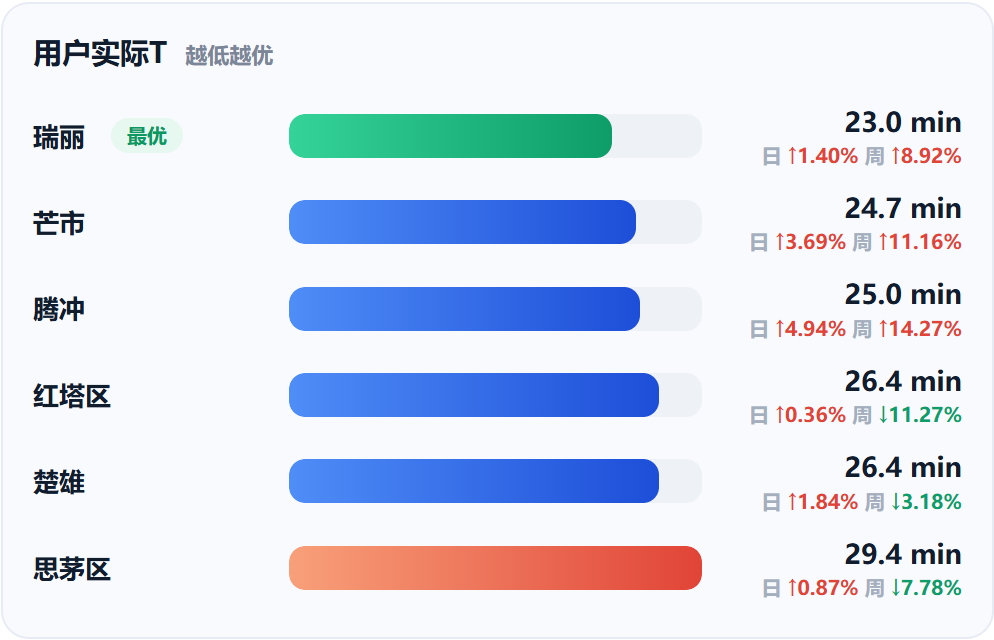 用户实际T 越低越优
瑞丽 最优 23.0 min
日 ↑1.40% 周 ↑8.92%
芒市 24.7 min
日 ↑3.69% 周 ↑11.16%
腾冲 25.0 min
日 ↑4.94% 周 ↑14.27%
红塔区 26.4 min
日 ↑0.36% 周 ↓11.27%
楚雄 26.4 min
日 ↑1.84% 周 ↓3.18%
思茅区 29.4 min
日 ↑0.87% 周 ↓7.78%